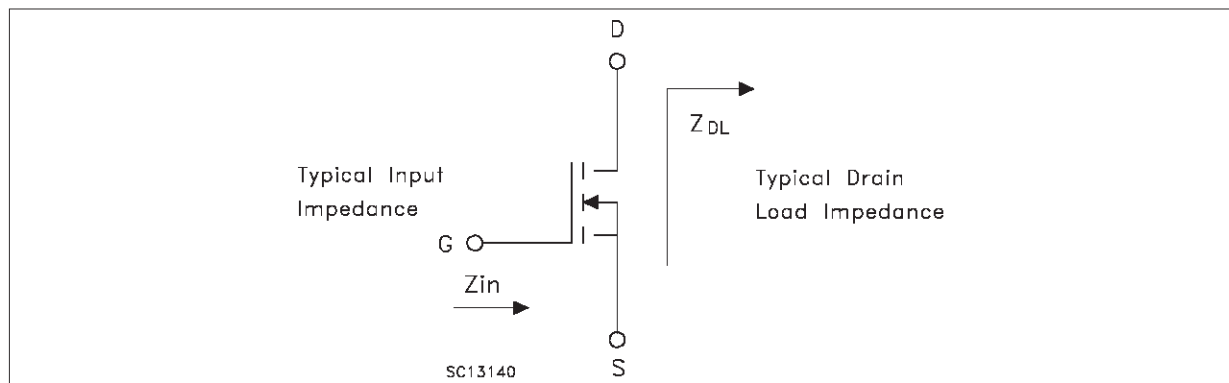 D
Z DL
Typical Input
Impedance
Typical Drain
Load Impedance
G
Zin
S
SC13140